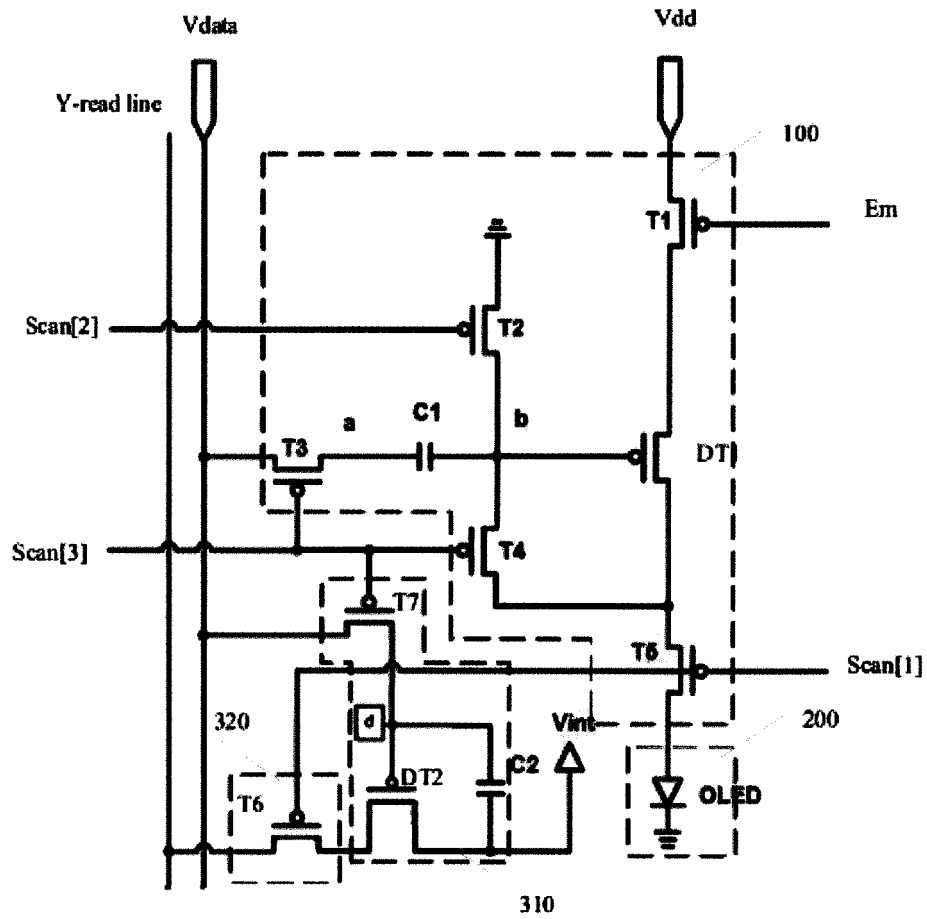 Vdata
Vdd
Y-read line
100
T1
Em
Scan[2]
T2
a
C1
b
T3
DT
Scan[3]
T4
T7
T5
Scan[1]
320
d
Vint
200
C2
T6
DT2
OLED
310